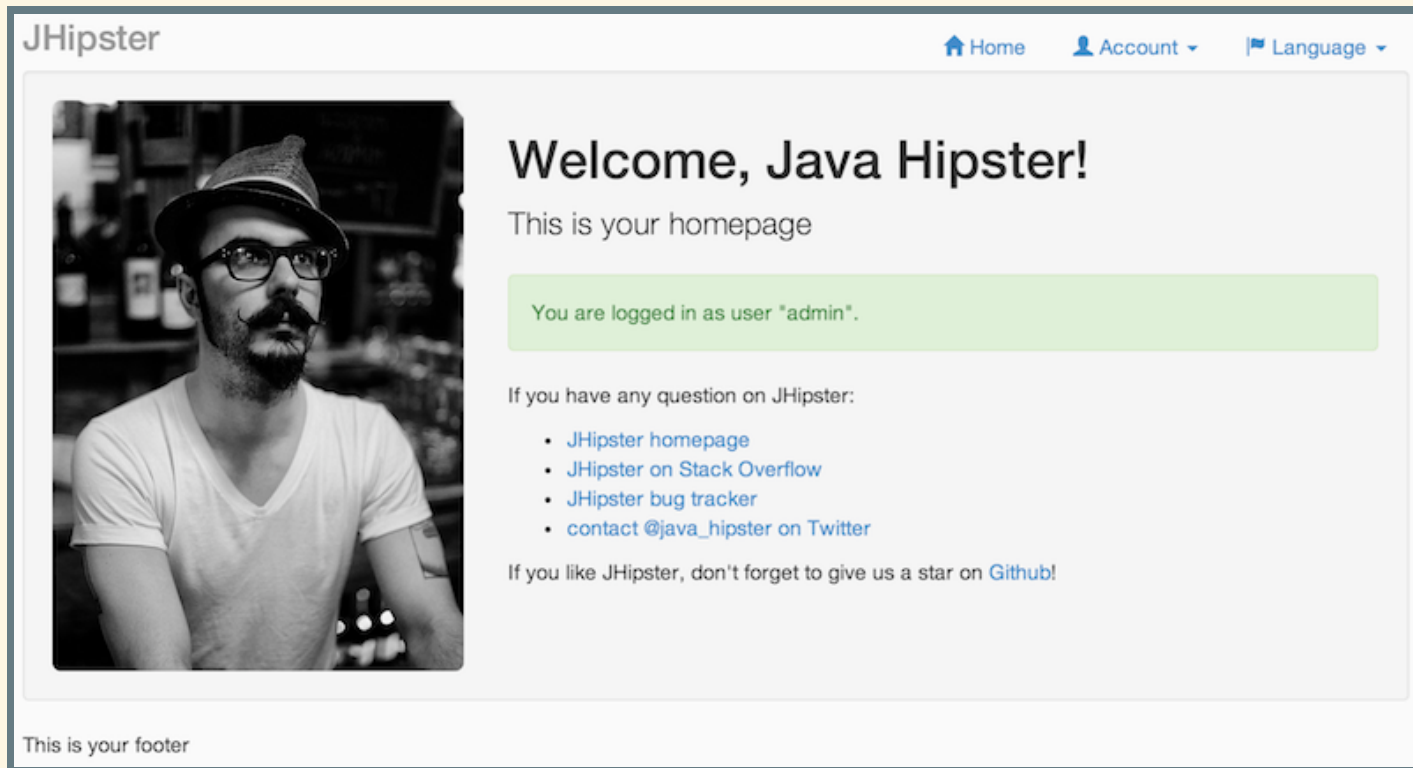 JHipster
Home
Account
Language
Welcome, Java Hipster!
This is your homepage
You are logged in as user "admin".
If you have any question on JHipster:
• JHipster homepage
• JHipster on Stack Overflow
• JHipster bug tracker
• contact @java_hipster on Twitter
If you like JHipster, don't forget to give us a star on Github!
This is your footer